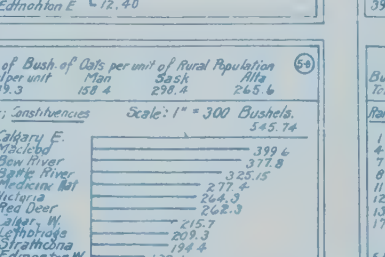 Edmonton E 12,40
of Bush. of Oats per unit of Rural Population 5-6
per unit Man Sask Alta
9.3 158.4 298.4 265.6
Constituencies Scale: 1" = 300 Bushels.
545.74
Calgary E.
Macleod 399.6
Bow River 377.8
Battle River 325.15
Medicine Hat 277.4
Victoria 264.3
Red Deer 262.3
Calgar. W. 215.7
Lethbridge 209.3
Strathcona 194.4
Edmonton W.